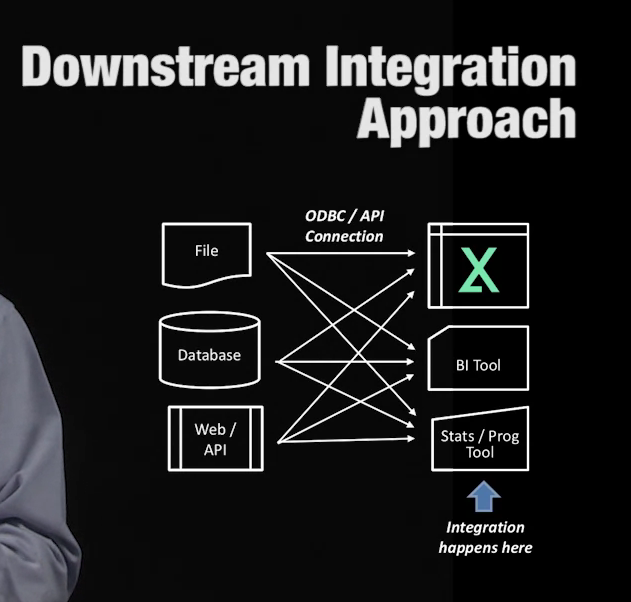 Downstream Integration
Approach
ODBC / API
Connection
File
X
Database
BI Tool
Web /
API
Stats / Prog
Tool
Integration
happens here